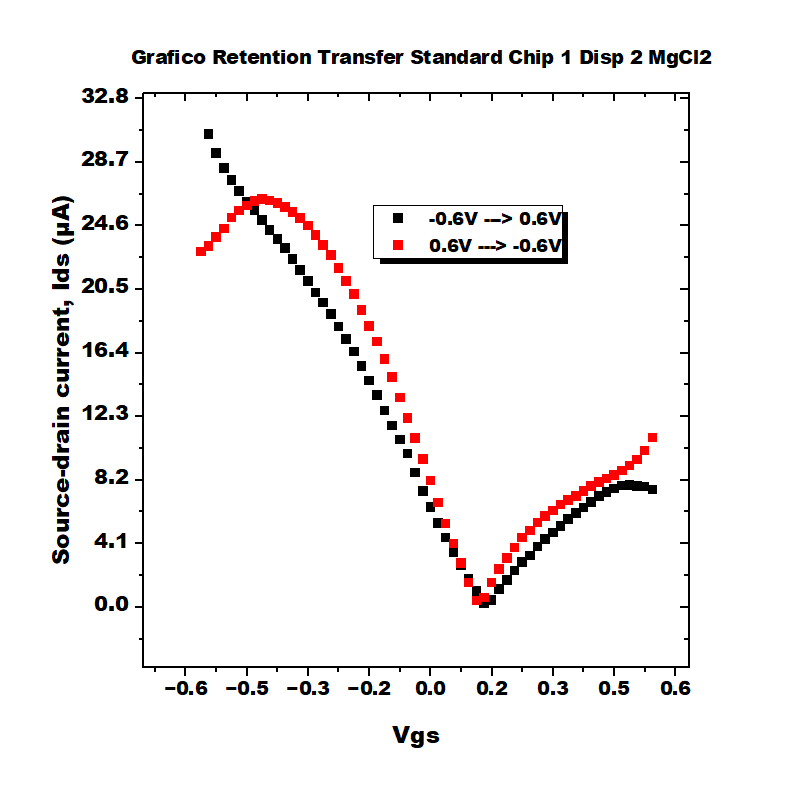 Grafico Retention Transfer Standard Chip 1 Disp 2 MgCl2
32.8
28.7
24.6
20.5
16.4
12.3
8.2
4.1
0.0
Source-drain current, Ids (µA)
-0.6V ---> 0.6V
0.6V ---> -0.6V
−0.6 −0.5 −0.3 −0.2 0.0 0.2 0.3 0.5 0.6
Vgs